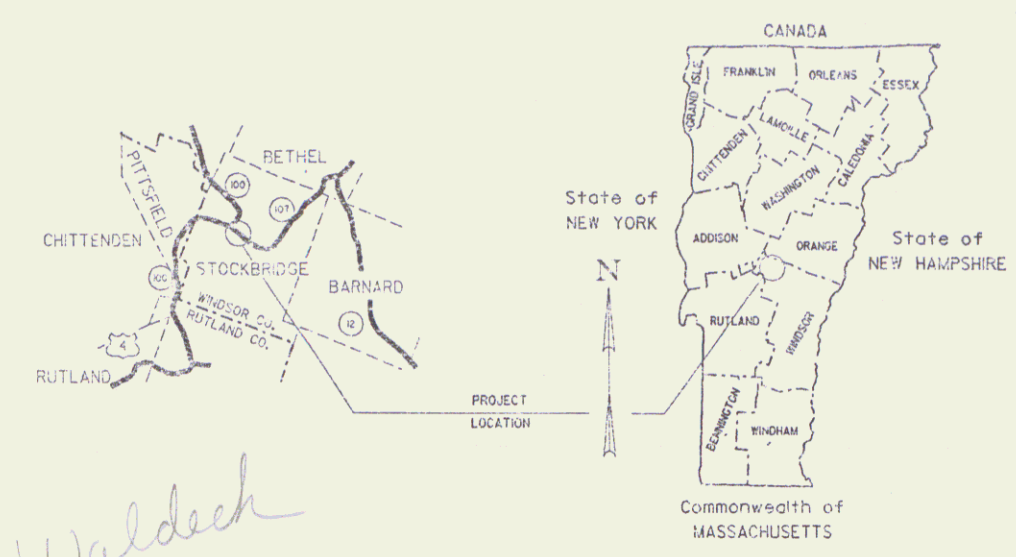 CANADA
GRAND ISLE
FRANKLIN
ORLEANS
ESSEX
LAMOILLE
CHITTENDEN
CALEDONIA
WASHINGTON
State of
NEW YORK
ADDISON
ORANGE
State of
NEW HAMPSHIRE
N
RUTLAND
WINDSOR
BENNINGTON
WINDHAM
Commonwealth of
MASSACHUSETTS
PITTSFIELD
BETHEL
100
107
CHITTENDEN
STOCKBRIDGE
100
BARNARD
WINDSOR CO.
RUTLAND CO.
12
4
RUTLAND
PROJECT
LOCATION
Waldech